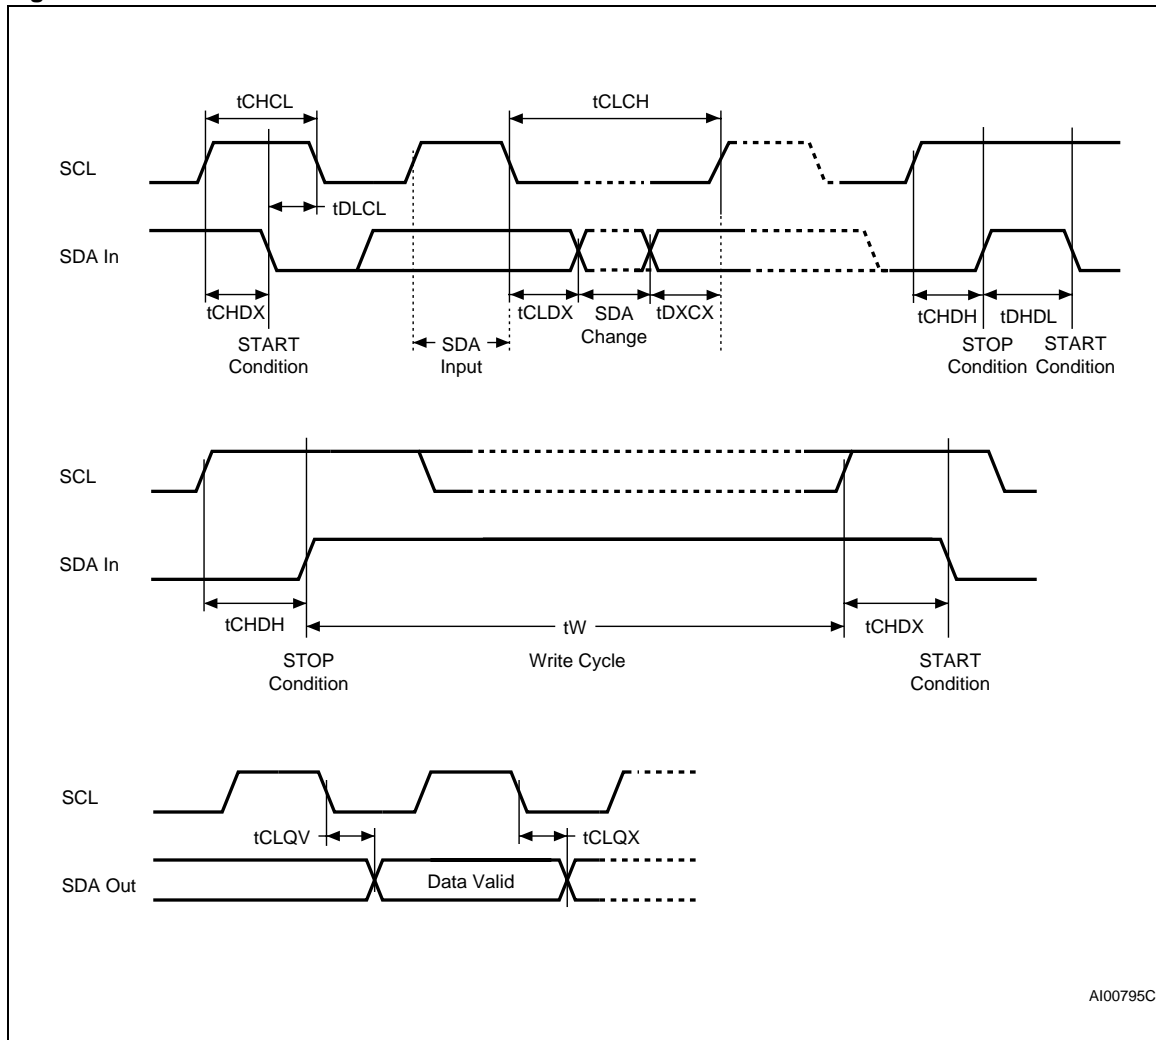 tCHCL
tCLCH
SCL
tDLCL
SDA In
tCHDX
tCLDX
SDA
Change
tDXCX
tCHDH
tDHDL
START
Condition
SDA
Input
STOP
Condition
START
Condition
SCL
SDA In
tCHDH
tW
tCHDX
STOP
Condition
Write Cycle
START
Condition
SCL
tCLQV
tCLQX
SDA Out
Data Valid
AI00795C